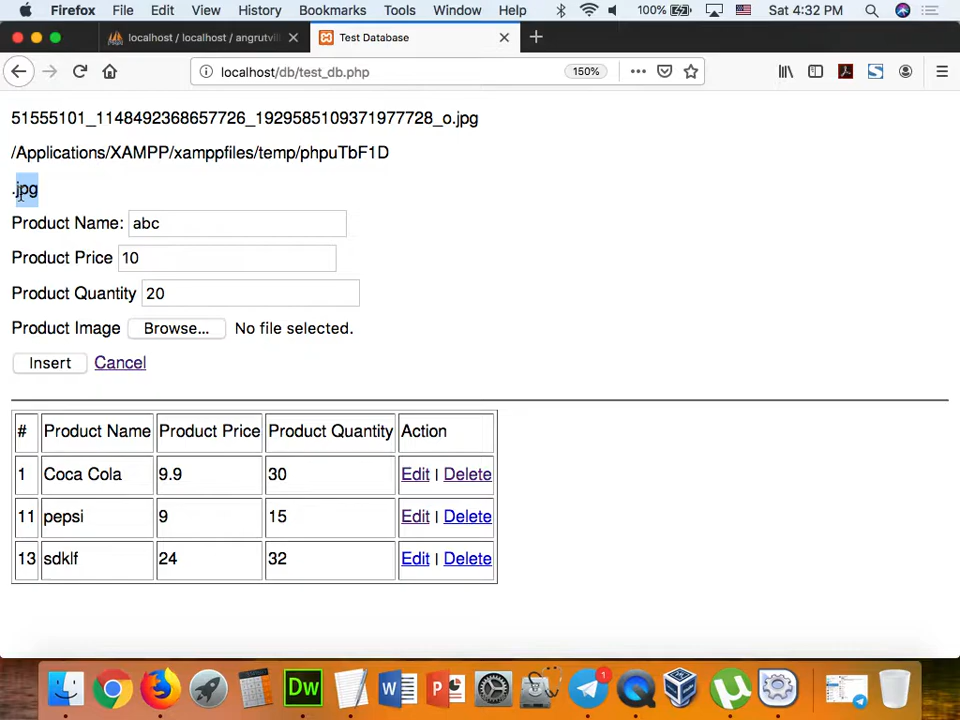 Firefox File Edit View History Bookmarks Tools Window Help 100% Sat 4:32 PM
localhost / localhost / angrutvil
Test Database
localhost/db/test_db.php 150%
51555101_1148492368657726_1929585109371977728_o.jpg
/Applications/XAMPP/xamppfiles/temp/phpuTbF1D
.jpg
Product Name: abc
Product Price 10
Product Quantity 20
Product Image Browse... No file selected.
Insert Cancel
# Product Name Product Price Product Quantity Action
1 Coca Cola 9.9 30 Edit | Delete
11 pepsi 9 15 Edit | Delete
13 sdklf 24 32 Edit | Delete
Dw W P 1